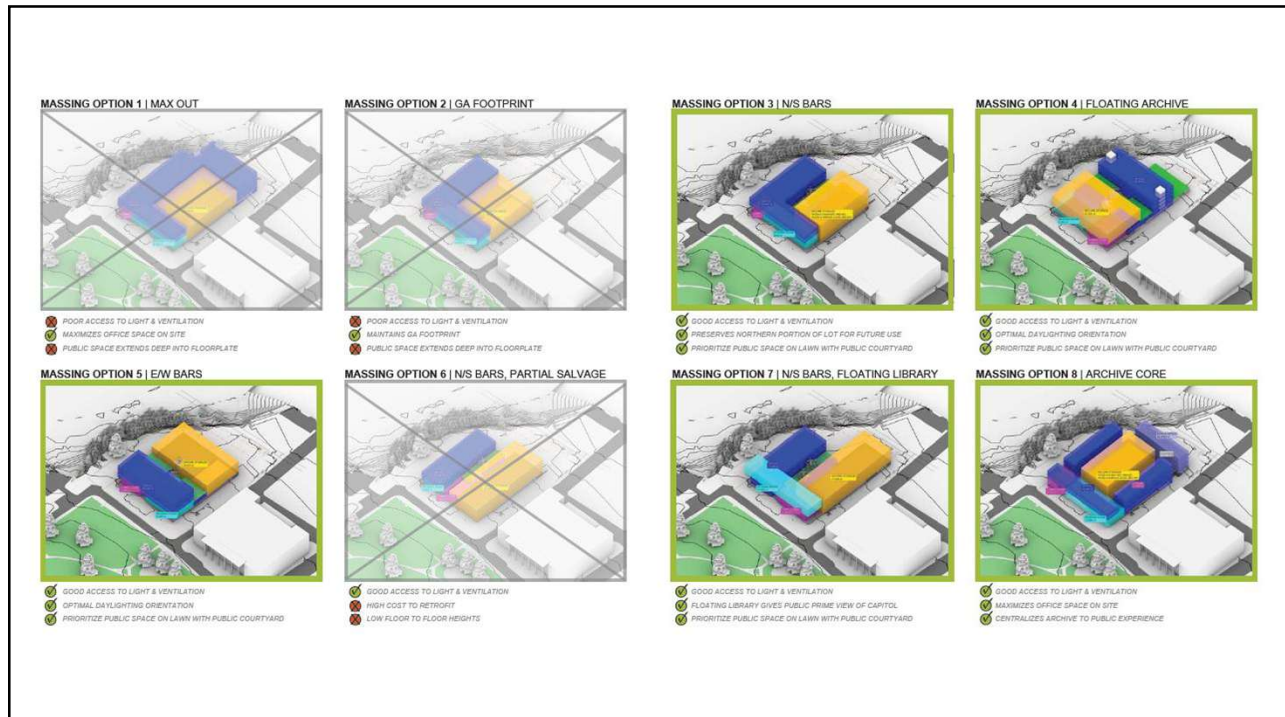 MASSING OPTION 1 | MAX OUT
POOR ACCESS TO LIGHT & VENTILATION
MAXIMIZES OFFICE SPACE ON SITE
PUBLIC SPACE EXTENDS DEEP INTO FLOORPLATE
MASSING OPTION 2 | GA FOOTPRINT
POOR ACCESS TO LIGHT & VENTILATION
MAINTAINS GA FOOTPRINT
PUBLIC SPACE EXTENDS DEEP INTO FLOORPLATE
MASSING OPTION 3 | N/S BARS
GOOD ACCESS TO LIGHT & VENTILATION
PRESERVES NORTHERN PORTION OF LOT FOR FUTURE USE
PRIORITIZE PUBLIC SPACE ON LAWN WITH PUBLIC COURTYARD
MASSING OPTION 4 | FLOATING ARCHIVE
GOOD ACCESS TO LIGHT & VENTILATION
OPTIMAL DAYLIGHTING ORIENTATION
PRIORITIZE PUBLIC SPACE ON LAWN WITH PUBLIC COURTYARD
MASSING OPTION 5 | E/W BARS
GOOD ACCESS TO LIGHT & VENTILATION
OPTIMAL DAYLIGHTING ORIENTATION
PRIORITIZE PUBLIC SPACE ON LAWN WITH PUBLIC COURTYARD
MASSING OPTION 6 | N/S BARS, PARTIAL SALVAGE
GOOD ACCESS TO LIGHT & VENTILATION
HIGH COST TO RETROFIT
LOW FLOOR TO FLOOR HEIGHTS
MASSING OPTION 7 | N/S BARS, FLOATING LIBRARY
GOOD ACCESS TO LIGHT & VENTILATION
FLOATING LIBRARY GIVES PUBLIC PRIME VIEW OF CAPITOL
PRIORITIZE PUBLIC SPACE ON LAWN WITH PUBLIC COURTYARD
MASSING OPTION 8 | ARCHIVE CORE
GOOD ACCESS TO LIGHT & VENTILATION
MAXIMIZES OFFICE SPACE ON SITE
CENTRALIZES ARCHIVE TO PUBLIC EXPERIENCE